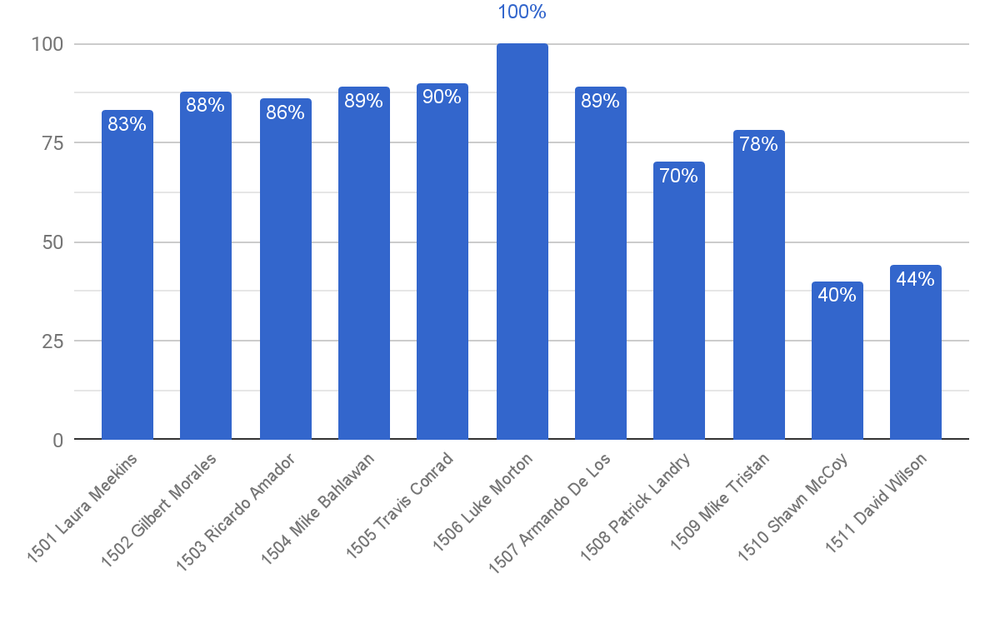 100%
100
83%
88%
86%
89%
90%
89%
70%
78%
40%
44%
75
50
25
0
1501 Laura Meekins
1502 Gilbert Morales
1503 Ricardo Amador
1504 Mike Bahlawan
1505 Travis Conrad
1506 Luke Morton
1507 Armando De Los
1508 Patrick Landry
1509 Mike Tristan
1510 Shawn McCoy
1511 David Wilson